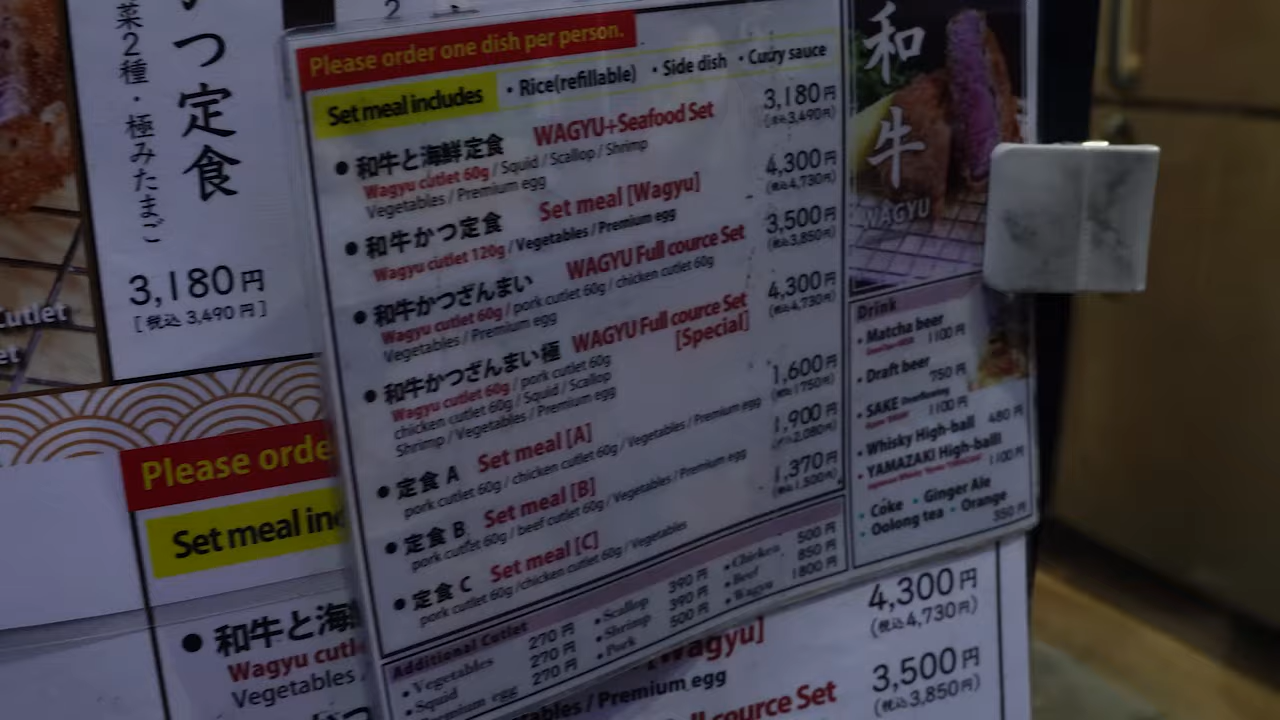 つ定食
菜2種・極みたまご
3,180円
[税込 3,490円]
Cutlet
Please order one dish per person.
Set meal includes ・Rice(refillable) ・Side dish ・Curry sauce
● 和牛と海鮮定食 WAGYU+Seafood Set 3,180円
Wagyu cutlet 60g / Squid / Scallop / Shrimp (税込3,490円)
Vegetables / Premium egg
● 和牛かつ定食 Set meal [Wagyu] 4,300円
Wagyu cutlet 120g / Vegetables / Premium egg (税込4,730円)
● 和牛かつざんまい WAGYU Full cource Set 3,500円
Wagyu cutlet 60g / pork cutlet 60g / chicken cutlet 60g (税込3,850円)
Vegetables / Premium egg
● 和牛かつざんまい極 WAGYU Full cource Set 4,300円
[Special] (税込4,730円)
Wagyu cutlet 60g / pork cutlet 60g
chicken cutlet 60g / Squid / Scallop
Shrimp / Vegetables / Premium egg
● 定食 A Set meal [A] 1,600円
pork cutlet 60g / chicken cutlet 60g / Vegetables / Premium egg
● 定食 B Set meal [B] 1,900円
pork cutlet 60g / beef cutlet 60g / Vegetables / Premium egg (税込2,080円)
● 定食 C Set meal [C] 1,370円
pork cutlet 60g /chicken cutlet 60g /Vegetables (税込1,500円)
Additional Cutlet
・Vegetables 270円
・Squid 270円
Premium egg 270円
・Scallop 390円
・Shrimp 390円
・Pork 500円
・Chicken 500円
・Beef 850円
・Wagyu 1800円
和牛
WAGYU
Drink
・Matcha beer
1100円
・Draft beer
750円
・SAKE Overflowing
1100円
・Whisky High-ball 480円
・YAMAZAKI High-ball
1100円
・Coke ・Ginger Ale
・Oolong tea ・Orange
350円
Please orde
Set meal in
● 和牛と海
Wagyu cutl
Vegetables
Wagyu]
4,300円
(税込4,730円)
tables / Premium egg
ll cource Set
3,500円
(税込3,850円)